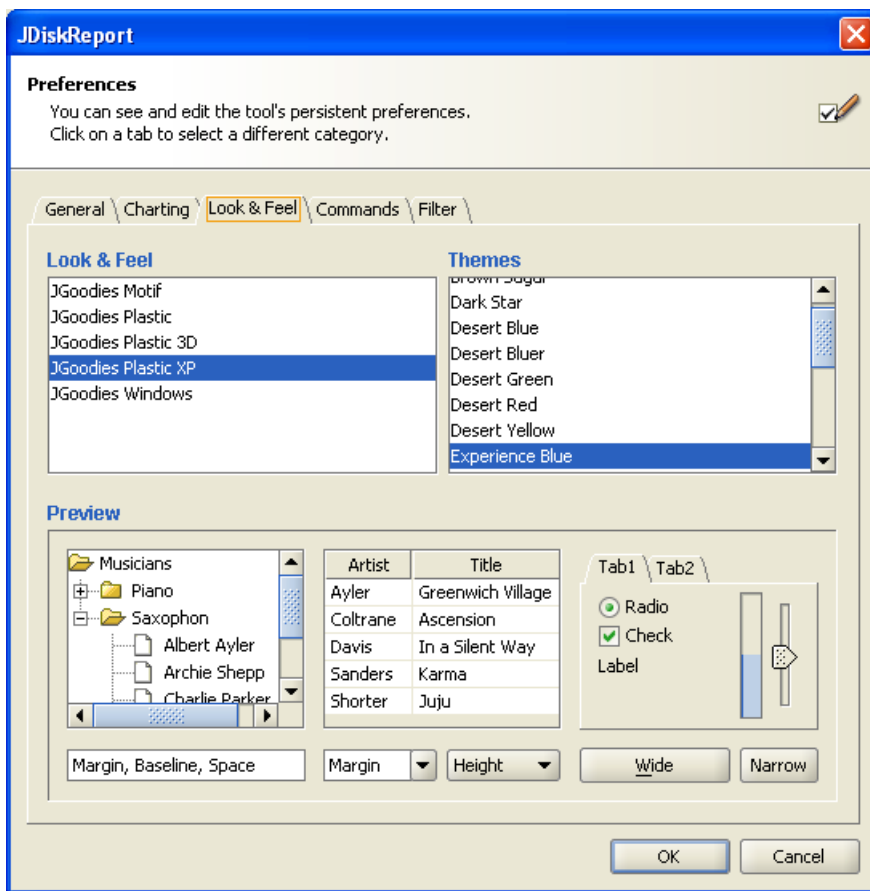 JDiskReport
Preferences
You can see and edit the tool's persistent preferences.
Click on a tab to select a different category.
General Charting Look & Feel Commands Filter
Look & Feel
JGoodies Motif
JGoodies Plastic
JGoodies Plastic 3D
JGoodies Plastic XP
JGoodies Windows
Themes
Brown Sugar
Dark Star
Desert Blue
Desert Bluer
Desert Green
Desert Red
Desert Yellow
Experience Blue
Preview
Musicians
Piano
Saxophon
Albert Ayler
Archie Shepp
Charlie Parker
Artist Title
Ayler Greenwich Village
Coltrane Ascension
Davis In a Silent Way
Sanders Karma
Shorter Juju
Tab1 Tab2
Radio
Check
Label
Margin, Baseline, Space
Margin
Height
Wide
Narrow
OK
Cancel